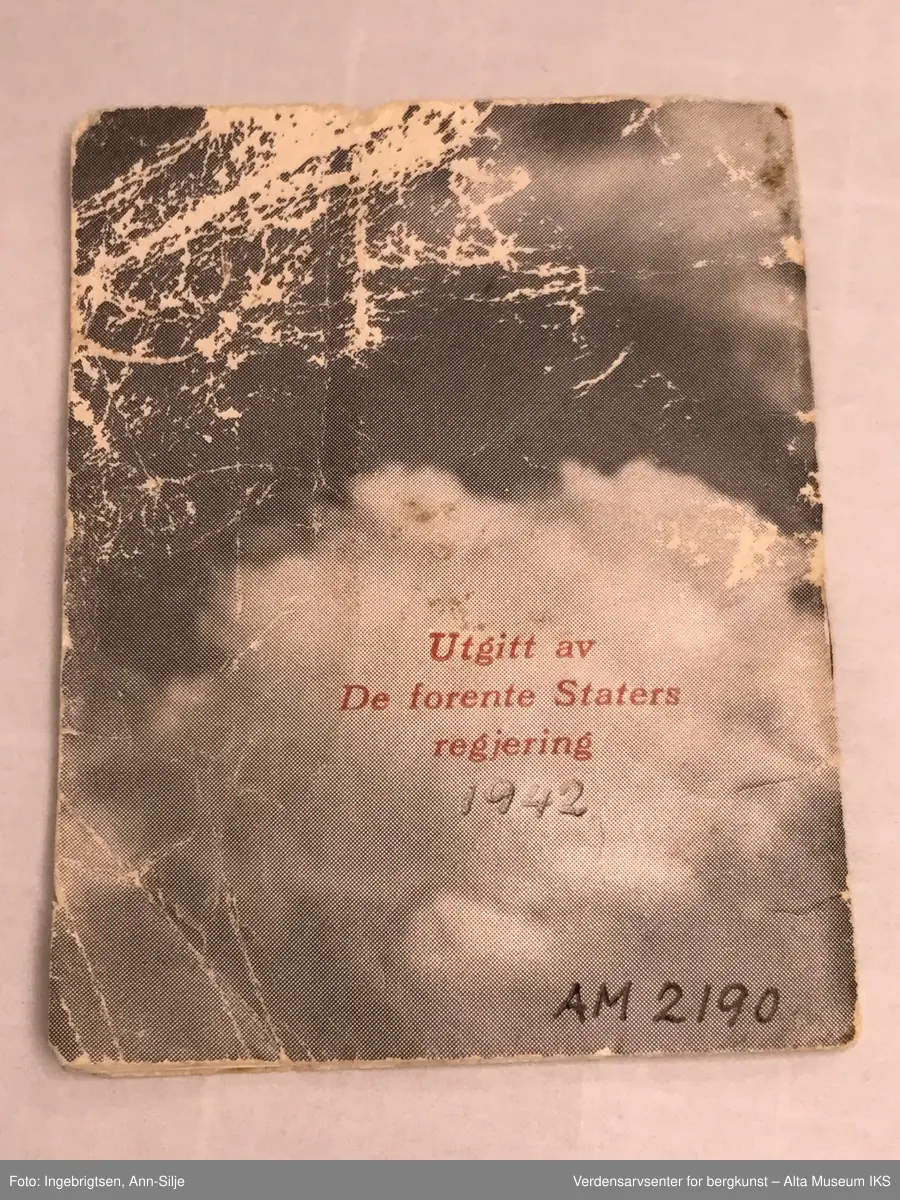 Utgitt av
De forente Staters
regjering
1942
AM 2190
Foto: Ingebrigtsen, Ann-Silje
Verdensarvsenter for bergkunst – Alta Museum IKS